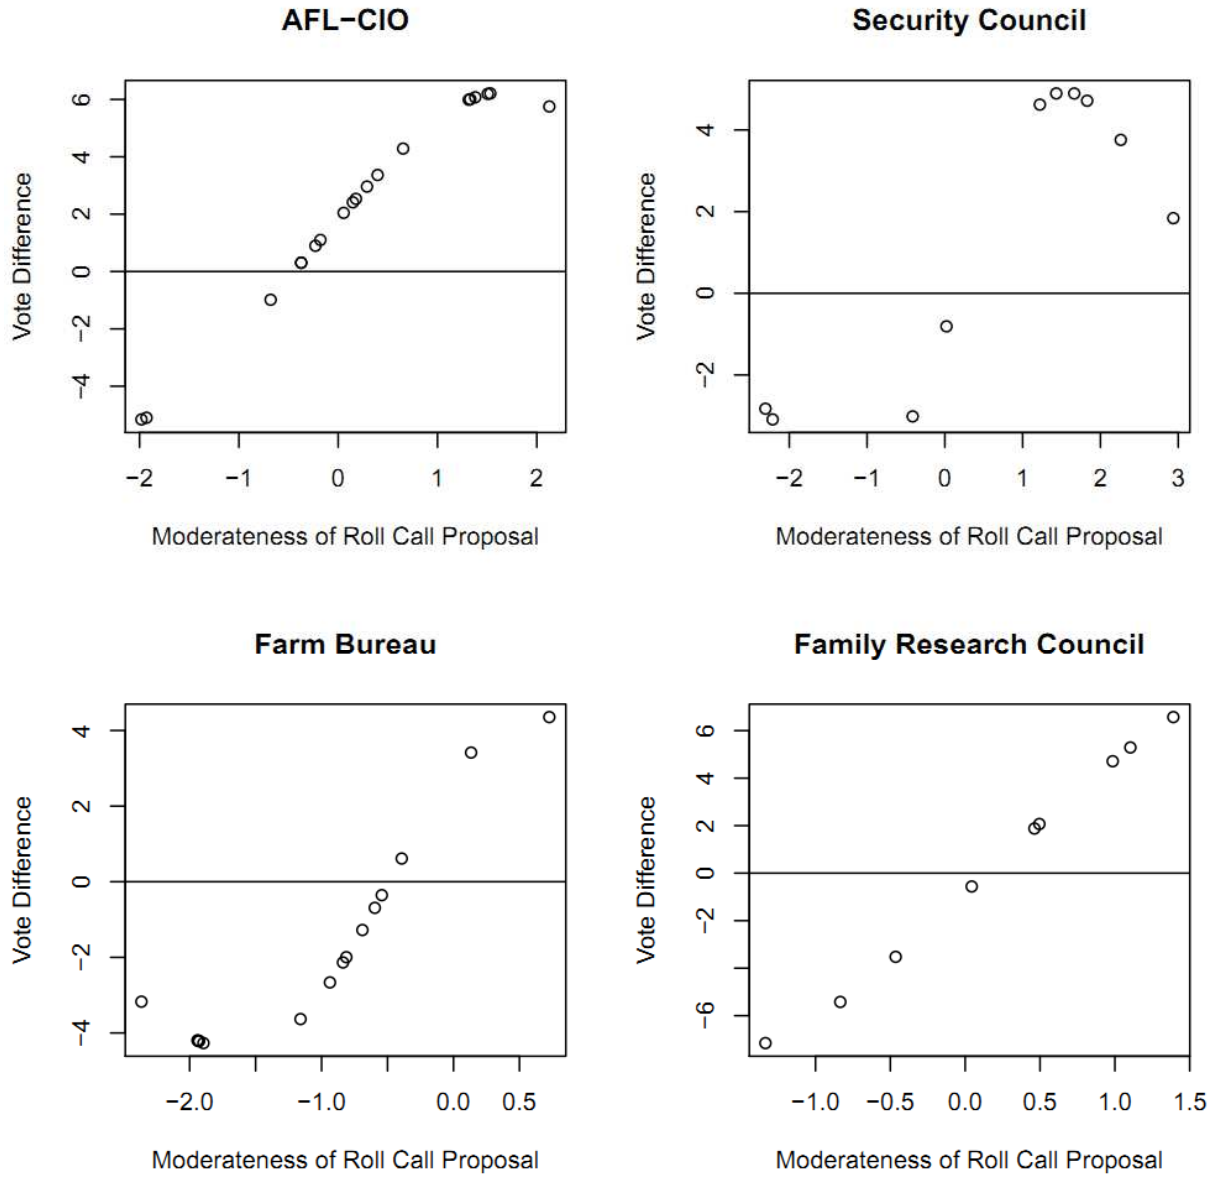 AFL−CIO
Vote Difference
6
4
2
0
−2
−4
−2 −1 0 1 2
Moderateness of Roll Call Proposal
Security Council
Vote Difference
4
2
0
−2
−2 −1 0 1 2 3
Moderateness of Roll Call Proposal
Farm Bureau
Vote Difference
4
2
0
−2
−4
−2.0 −1.0 0.0 0.5
Moderateness of Roll Call Proposal
Family Research Council
Vote Difference
6
4
2
0
−2
−6
−1.0 −0.5 0.0 0.5 1.0 1.5
Moderateness of Roll Call Proposal